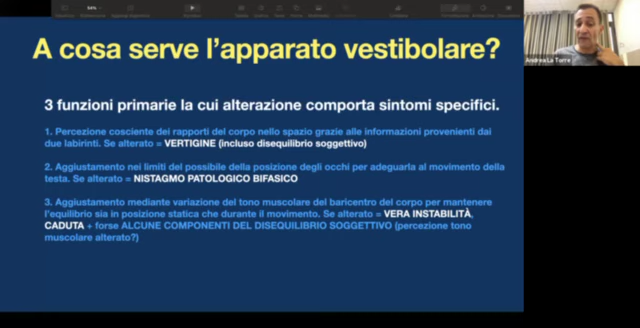 A cosa serve l'apparato vestibolare?
Andrea La Torre
3 funzioni primarie la cui alterazione comporta sintomi specifici.
1. Percezione cosciente dei rapporti del corpo nello spazio grazie alle informazioni provenienti dai
due labirinti. Se alterato = VERTIGINE (incluso disequilibrio soggettivo)
2. Aggiustamento nei limiti del possibile della posizione degli occhi per adeguarla al movimento della
testa. Se alterato = NISTAGMO PATOLOGICO BIFASICO
3. Aggiustamento mediante variazione del tono muscolare del baricentro del corpo per mantenere
l'equilibrio sia in posizione statica che durante il movimento. Se alterato = VERA INSTABILITÀ,
CADUTA + forse ALCUNE COMPONENTI DEL DISEQUILIBRIO SOGGETTIVO (percezione tono
muscolare alterato?)